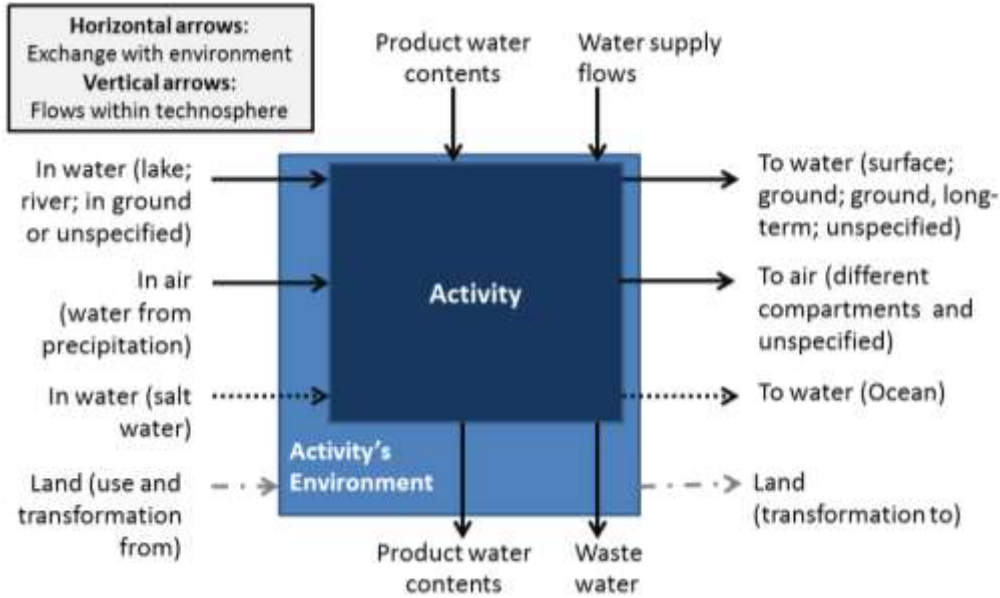 Horizontal arrows:
Exchange with environment
Vertical arrows:
Flows within technosphere
Product water
contents
Water supply
flows
In water (lake;
river; in ground
or unspecified)
To water (surface;
ground; ground, long-
term; unspecified)
In air
(water from
precipitation)
Activity
To air (different
compartments and
unspecified)
In water (salt
water)
To water (Ocean)
Activity's
Environment
Land (use and
transformation
from)
Land
(transformation to)
Product water
contents
Waste
water